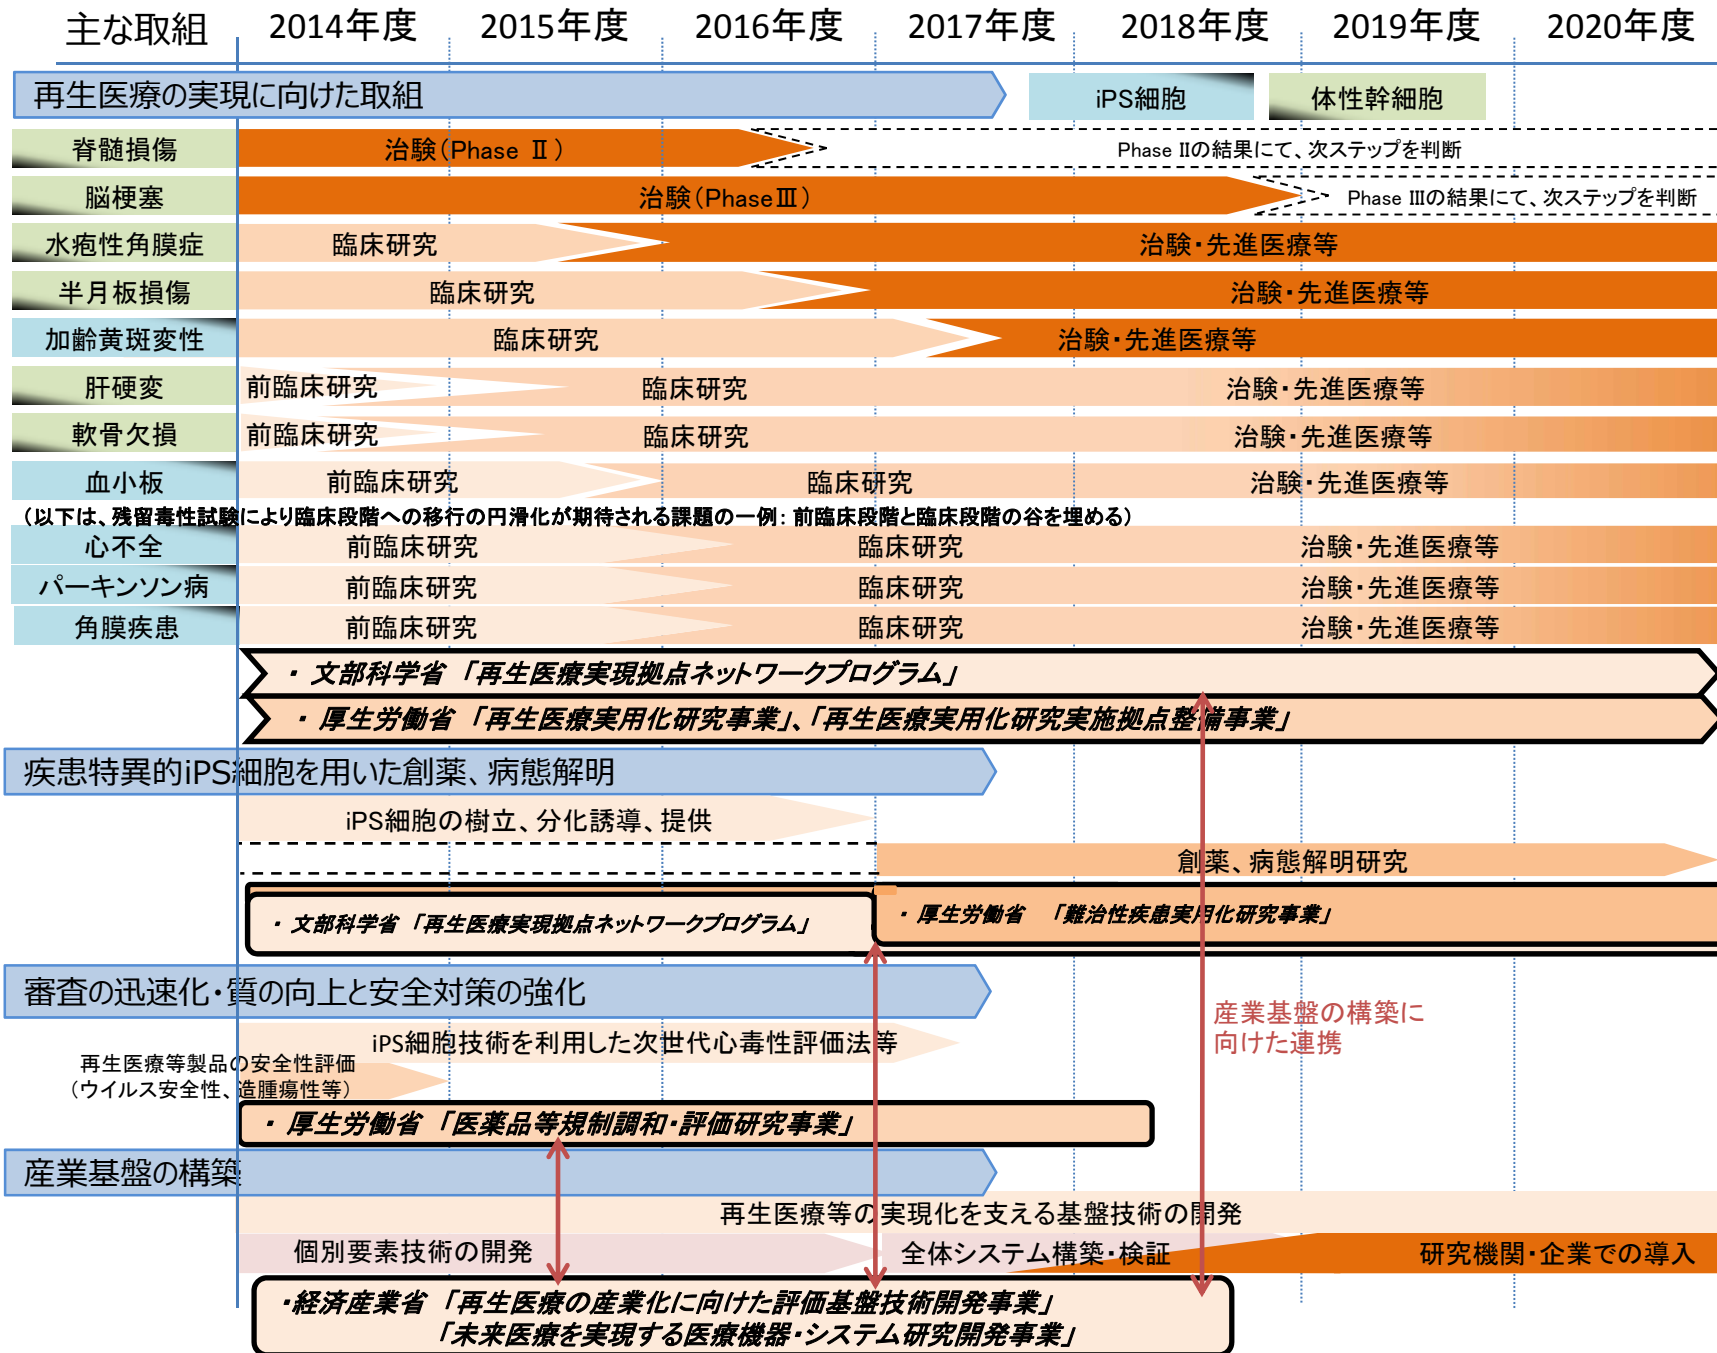 主な取組 2014年度 2015年度 2016年度 2017年度 2018年度 2019年度 2020年度
再生医療の実現に向けた取組 iPS細胞 体性幹細胞
脊髄損傷 治験(Phase Ⅱ) Phase IIの結果にて、次ステップを判断
脳梗塞 治験(PhaseⅢ) Phase IIIの結果にて、次ステップを判断
水疱性角膜症 臨床研究 治験・先進医療等
半月板損傷 臨床研究 治験・先進医療等
加齢黄斑変性 臨床研究 治験・先進医療等
肝硬変 前臨床研究 臨床研究 治験・先進医療等
軟骨欠損 前臨床研究 臨床研究 治験・先進医療等
血小板 前臨床研究 臨床研究 治験・先進医療等
(以下は、残留毒性試験により臨床段階への移行の円滑化が期待される課題の一例: 前臨床段階と臨床段階の谷を埋める)
心不全 前臨床研究 臨床研究 治験・先進医療等
パーキンソン病 前臨床研究 臨床研究 治験・先進医療等
角膜疾患 前臨床研究 臨床研究 治験・先進医療等
・文部科学省 「再生医療実現拠点ネットワークプログラム」
・厚生労働省 「再生医療実用化研究事業」、「再生医療実用化研究実施拠点整備事業」
疾患特異的iPS細胞を用いた創薬、病態解明
iPS細胞の樹立、分化誘導、提供
創薬、病態解明研究
・文部科学省 「再生医療実現拠点ネットワークプログラム」 ・厚生労働省 「難治性疾患実用化研究事業」
審査の迅速化・質の向上と安全対策の強化
産業基盤の構築に
向けた連携
iPS細胞技術を利用した次世代心毒性評価法等
再生医療等製品の安全性評価
(ウイルス安全性、造腫瘍性等)
・厚生労働省 「医薬品等規制調和・評価研究事業」
産業基盤の構築
再生医療等の実現化を支える基盤技術の開発
個別要素技術の開発 全体システム構築・検証 研究機関・企業での導入
・経済産業省 「再生医療の産業化に向けた評価基盤技術開発事業」
「未来医療を実現する医療機器・システム研究開発事業」